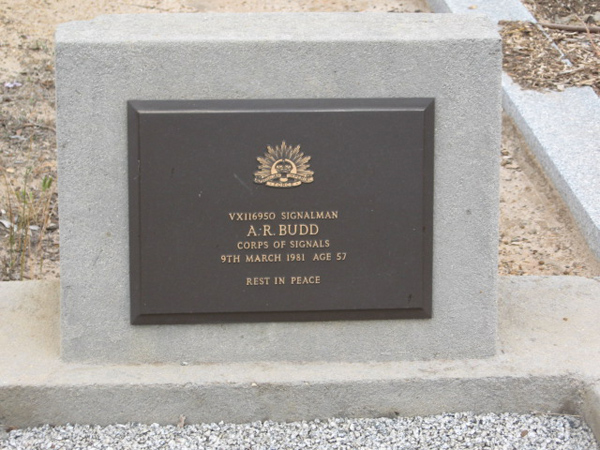 VX116950 SIGNALMAN
A. R. BUDD
CORPS OF SIGNALS
9TH MARCH 1981 AGE 57
REST IN PEACE